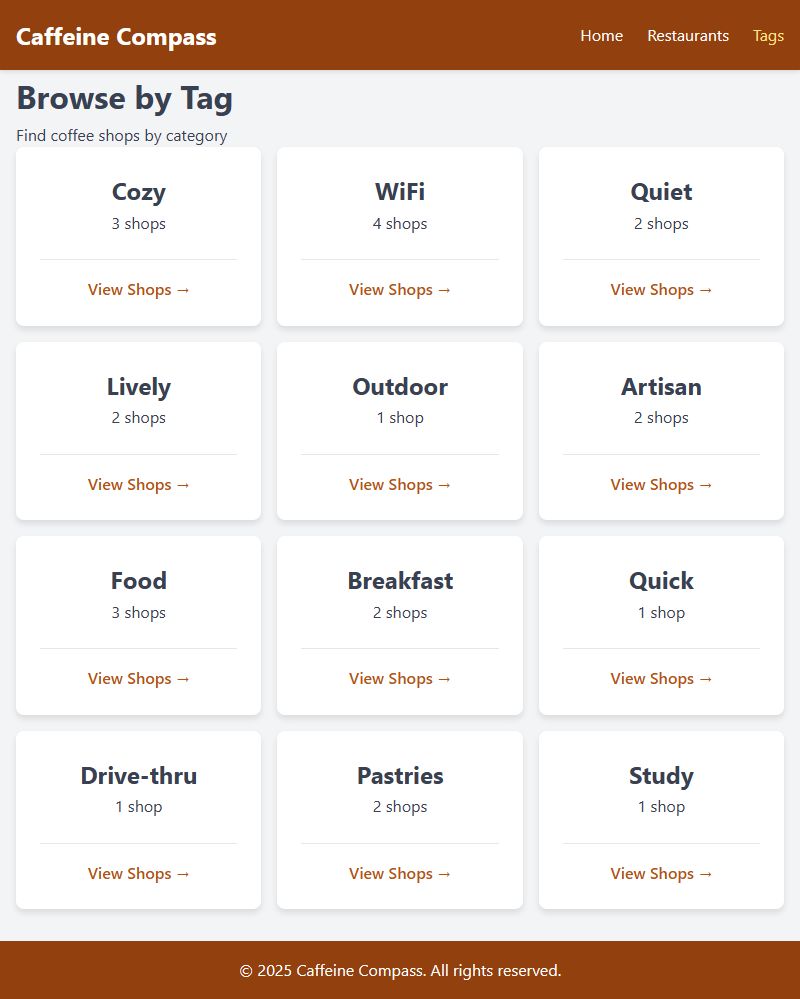 Caffeine Compass
Home Restaurants Tags
Browse by Tag
Find coffee shops by category
Cozy
3 shops
View Shops →
WiFi
4 shops
View Shops →
Quiet
2 shops
View Shops →
Lively
2 shops
View Shops →
Outdoor
1 shop
View Shops →
Artisan
2 shops
View Shops →
Food
3 shops
View Shops →
Breakfast
2 shops
View Shops →
Quick
1 shop
View Shops →
Drive-thru
1 shop
View Shops →
Pastries
2 shops
View Shops →
Study
1 shop
View Shops →
© 2025 Caffeine Compass. All rights reserved.